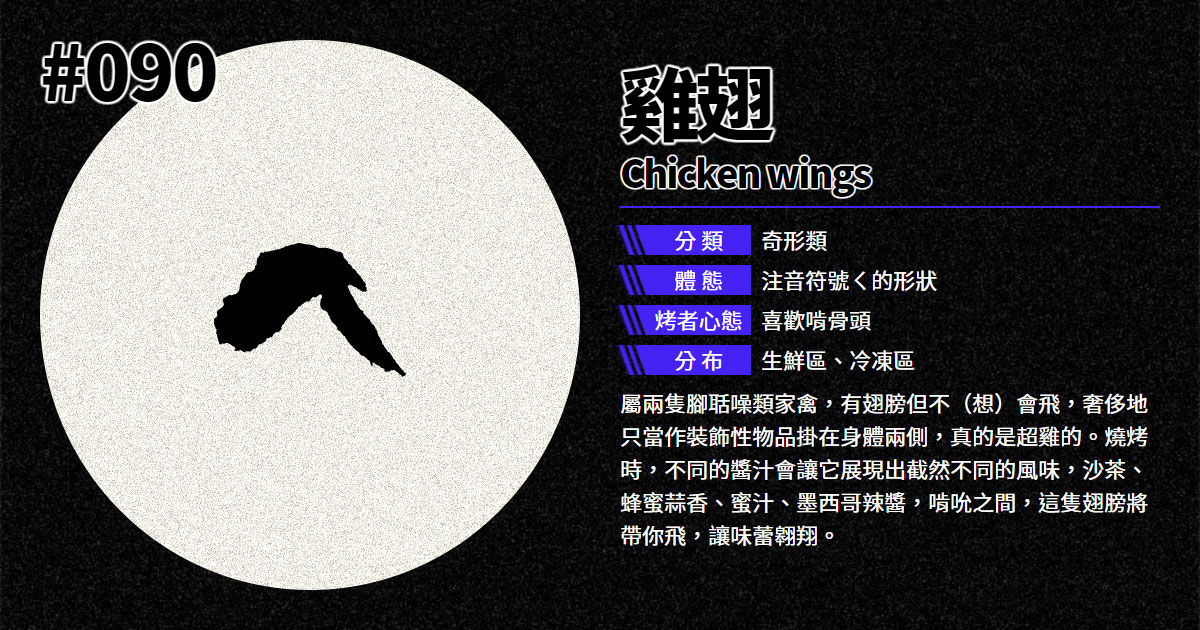 #090
雞翅
Chicken wings
分類 奇形類
體態 注音符號ㄑ的形狀
烤者心態 喜歡啃骨頭
分布 生鮮區、冷凍區
屬兩隻腳聒噪類家禽，有翅膀但不（想）會飛，奢侈地
只當作裝飾性物品掛在身體兩側，真的是超雞的。燒烤
時，不同的醬汁會讓它展現出截然不同的風味，沙茶、
蜂蜜蒜香、蜜汁、墨西哥辣醬，啃吮之間，這隻翅膀將
帶你飛，讓味蕾翱翔。